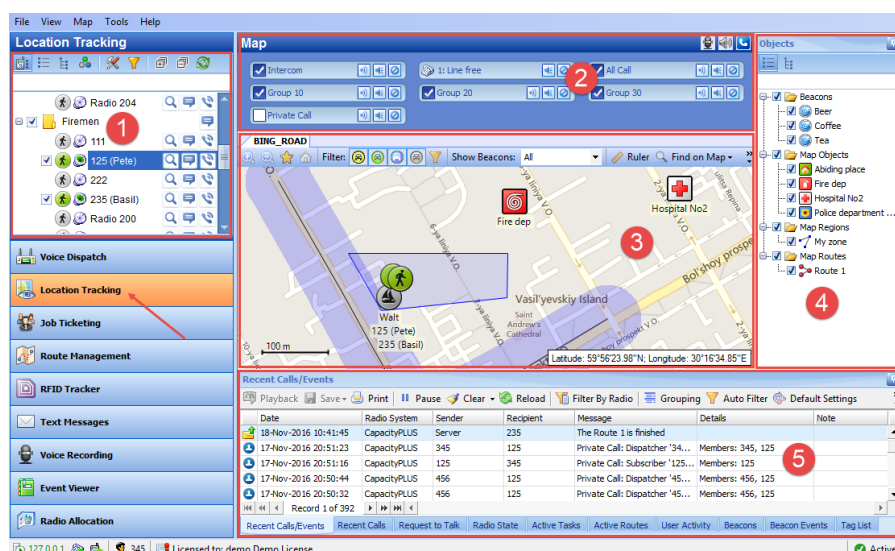 File View Map Tools Help
Location Tracking
Radio 204
Firemen
111
125 (Pete)
222
235 (Basil)
Radio 200
1
Voice Dispatch
Location Tracking
Job Ticketing
Route Management
RFID Tracker
Text Messages
Voice Recording
Event Viewer
Radio Allocation
Map
Intercom 1: Line free All Call
Group 10 Group 20 Group 30
Private Call
2
BING_ROAD
Filter: Show Beacons: All Ruler Find on Map
Fire dep
Hospital No2
3
Bol'shoy prospe
Vasil'yevskiy Island
Saint
Andrew's
Cathedral
Walt
125 (Pete)
235 (Basil)
100 m
Latitude: 59°56'23.98"N; Longitude: 30°16'34.85"E
Objects
Beacons
Beer
Coffee
Tea
Map Objects
Abiding place
Fire dep
Hospital No2
Police department ...
Map Regions
My zone
Map Routes
Route 1
4
Recent Calls/Events
Playback Save Print Pause Clear Reload Filter By Radio Grouping Auto Filter Default Settings
Date Radio System Sender Recipient Message Details Note
18-Nov-2016 10:41:45 CapacityPLUS Server 235 The Route 1 is finished
17-Nov-2016 20:51:23 CapacityPLUS 345 125 Private Call: Dispatcher '34... Members: 345, 125
17-Nov-2016 20:51:16 CapacityPLUS 125 345 Private Call: Subscriber '125... Members: 125
17-Nov-2016 20:50:44 CapacityPLUS 456 125 Private Call: Dispatcher '45... Members: 456, 125
17-Nov-2016 20:50:32 CapacityPLUS 456 125 Private Call: Dispatcher '45... Members: 456, 125
5
Record 1 of 392
Recent Calls/Events Recent Calls Request to Talk Radio State Active Tasks Active Routes User Activity Beacons Beacon Events Tag List
127.0.0.1 345 Licensed to: demo Demo License Active